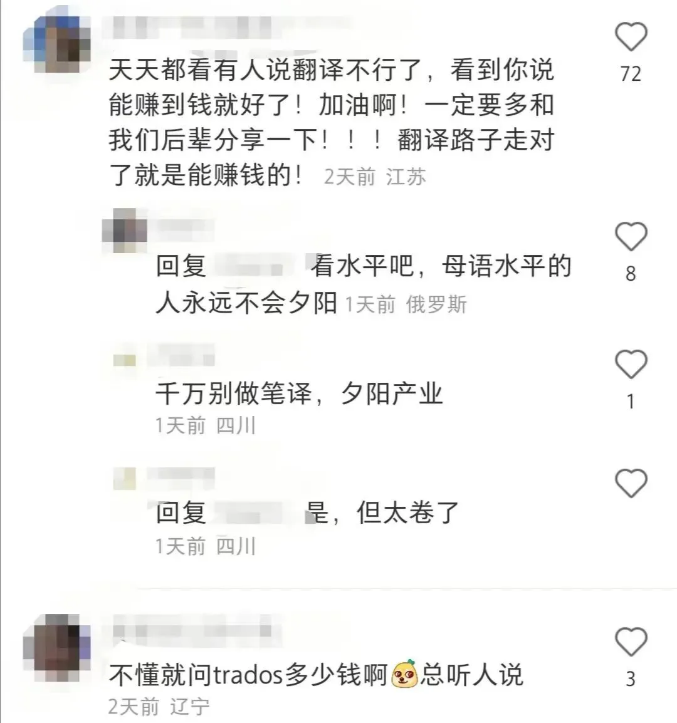 天天都看有人说翻译不行了，看到你说
能赚到钱就好了！加油啊！一定要多和
我们后辈分享一下！！！翻译路子走对
了就是能赚钱的！ 2天前 江苏
72
回复 看水平吧，母语水平的
人永远不会夕阳 1天前 俄罗斯
8
千万别做笔译，夕阳产业
1天前 四川
1
回复 是，但太卷了
1天前 四川
不懂就问trados多少钱啊总听人说
2天前 辽宁
3